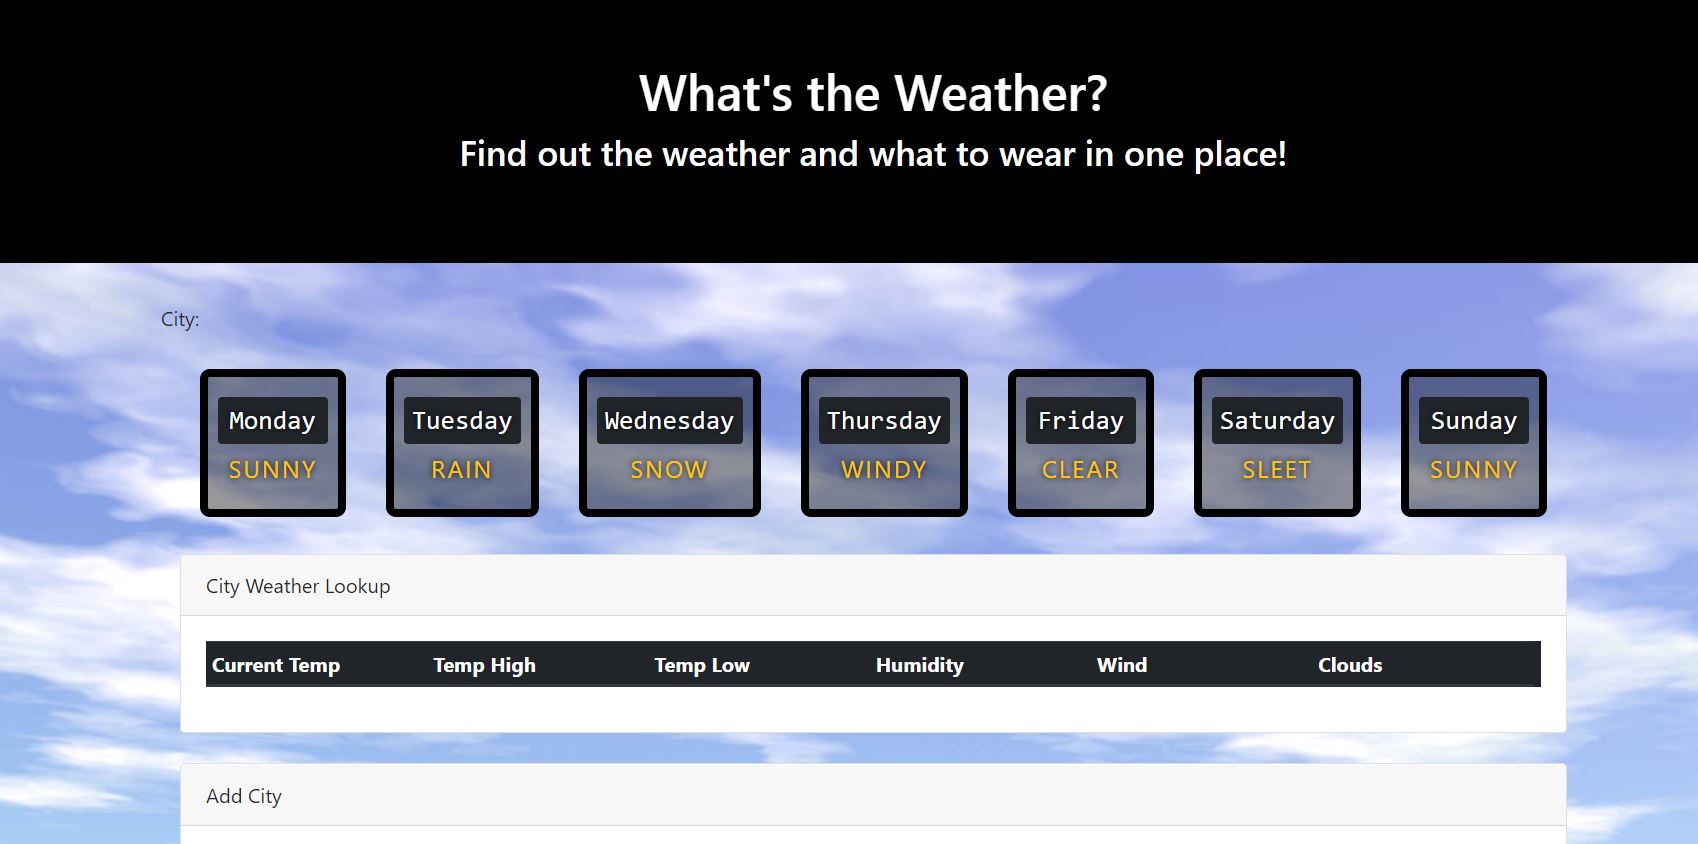 What's the Weather?
Find out the weather and what to wear in one place!
City:
Monday Tuesday Wednesday Thursday Friday Saturday Sunday
SUNNY RAIN SNOW WINDY CLEAR SLEET SUNNY
City Weather Lookup
Current Temp Temp High Temp Low Humidity Wind Clouds
Add City